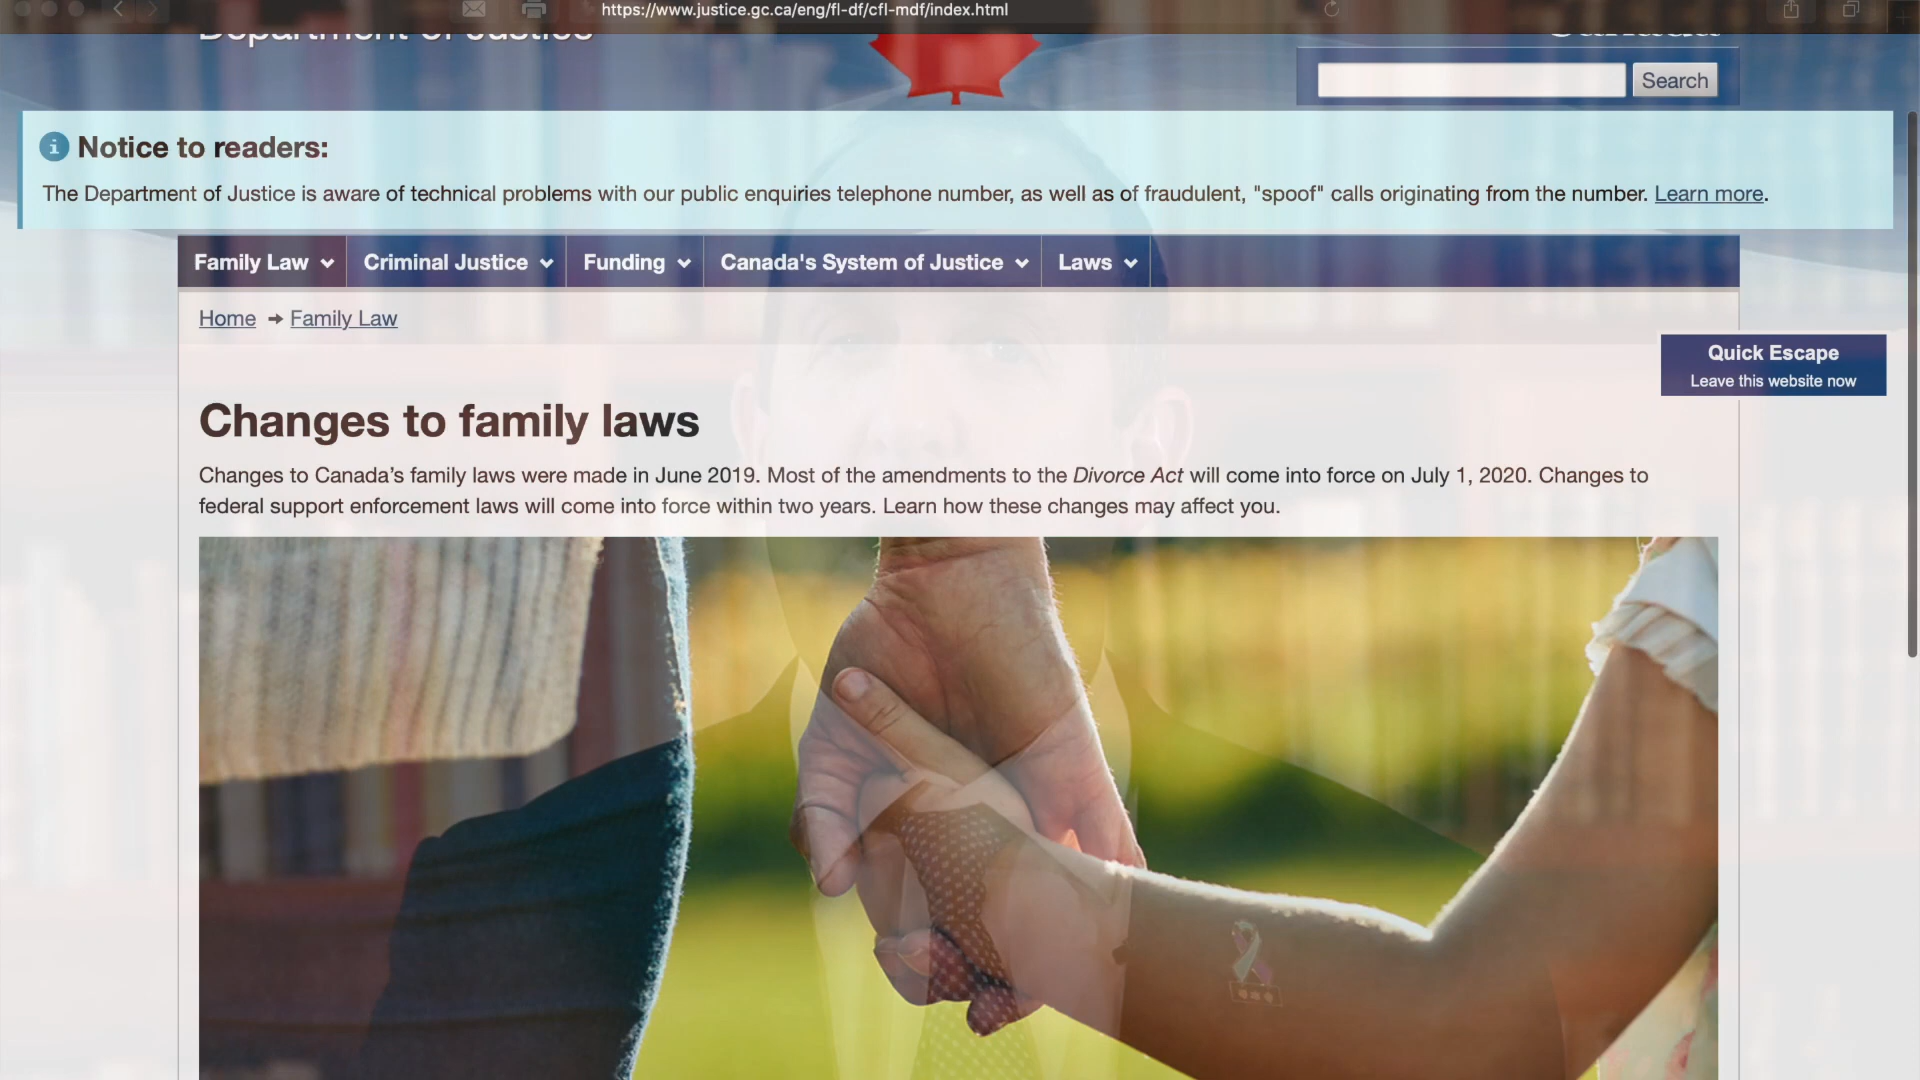 https://www.justice.gc.ca/eng/fl-df/cfl-mdf/index.html
Department of Justice
Canada
Search
Notice to readers:
The Department of Justice is aware of technical problems with our public enquiries telephone number, as well as of fraudulent, "spoof" calls originating from the number. Learn more.
Family Law
Criminal Justice
Funding
Canada's System of Justice
Laws
Home
Family Law
Quick Escape
Leave this website now
Changes to family laws
Changes to Canada’s family laws were made in June 2019. Most of the amendments to the Divorce Act will come into force on July 1, 2020. Changes to
federal support enforcement laws will come into force within two years. Learn how these changes may affect you.